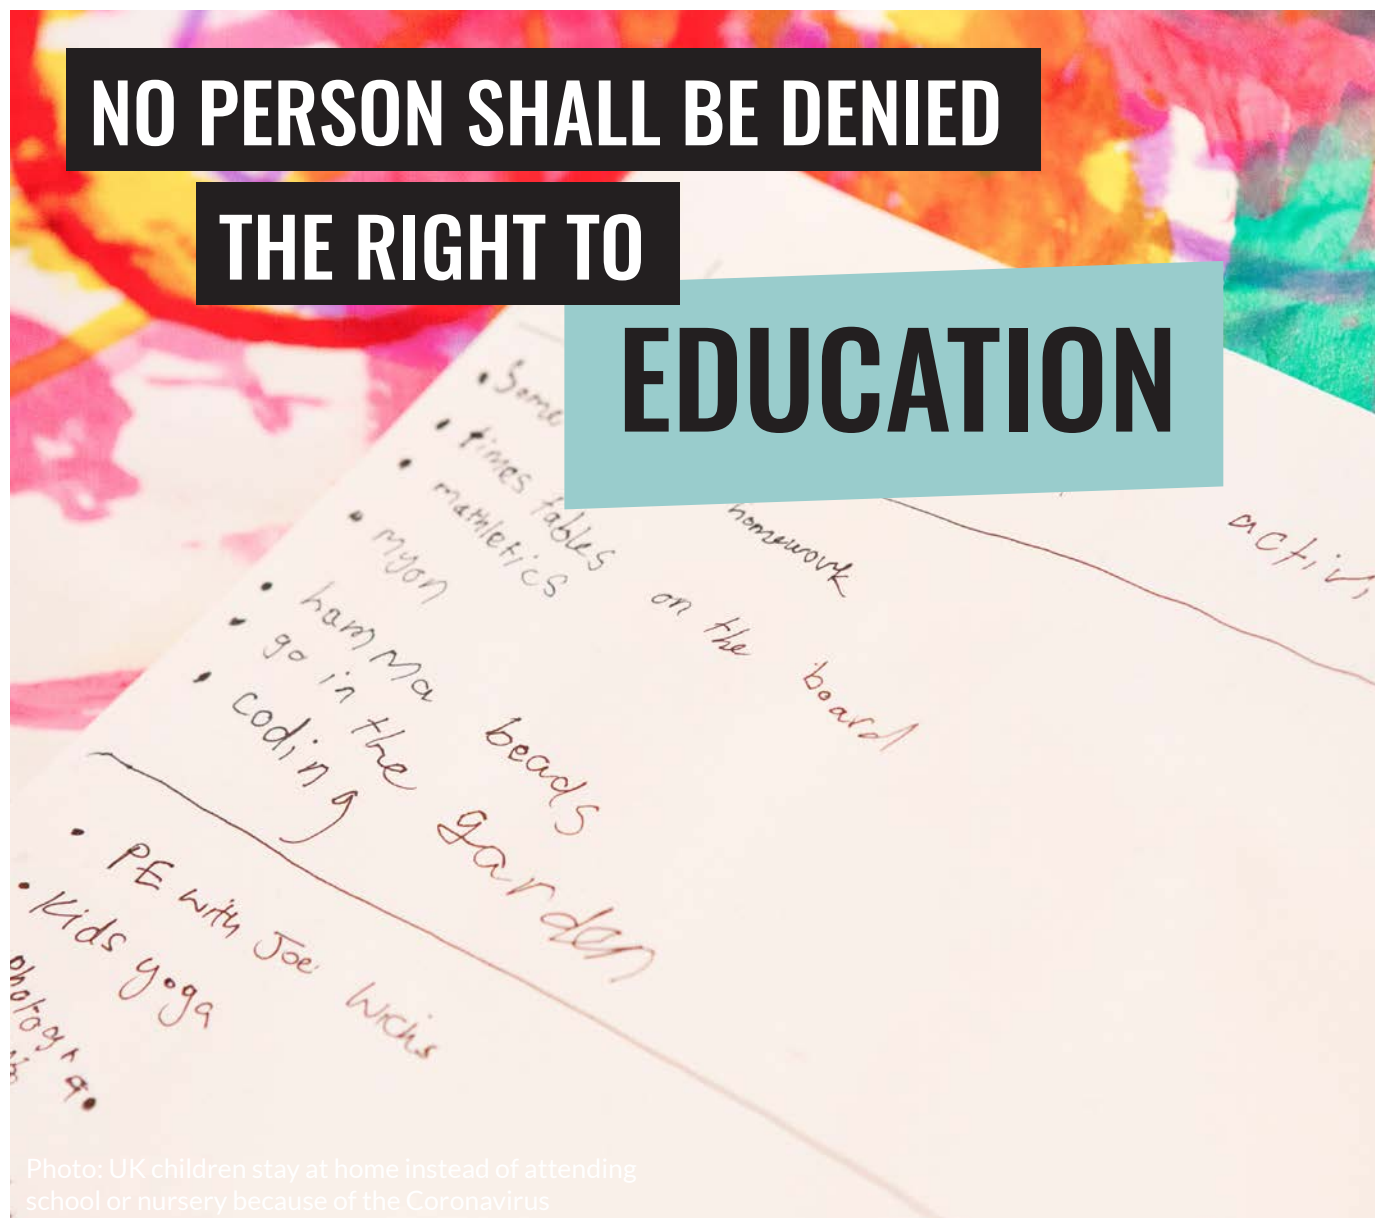 NO PERSON SHALL BE DENIED
THE RIGHT TO
EDUCATION
• Some homework
• times tables on the board
• mathletics
• myon
• hamma beads
• go in the garden
• coding
• PE with Joe Wicks
• Kids yoga
Photo: UK children stay at home instead of attending
school or nursery because of the Coronavirus